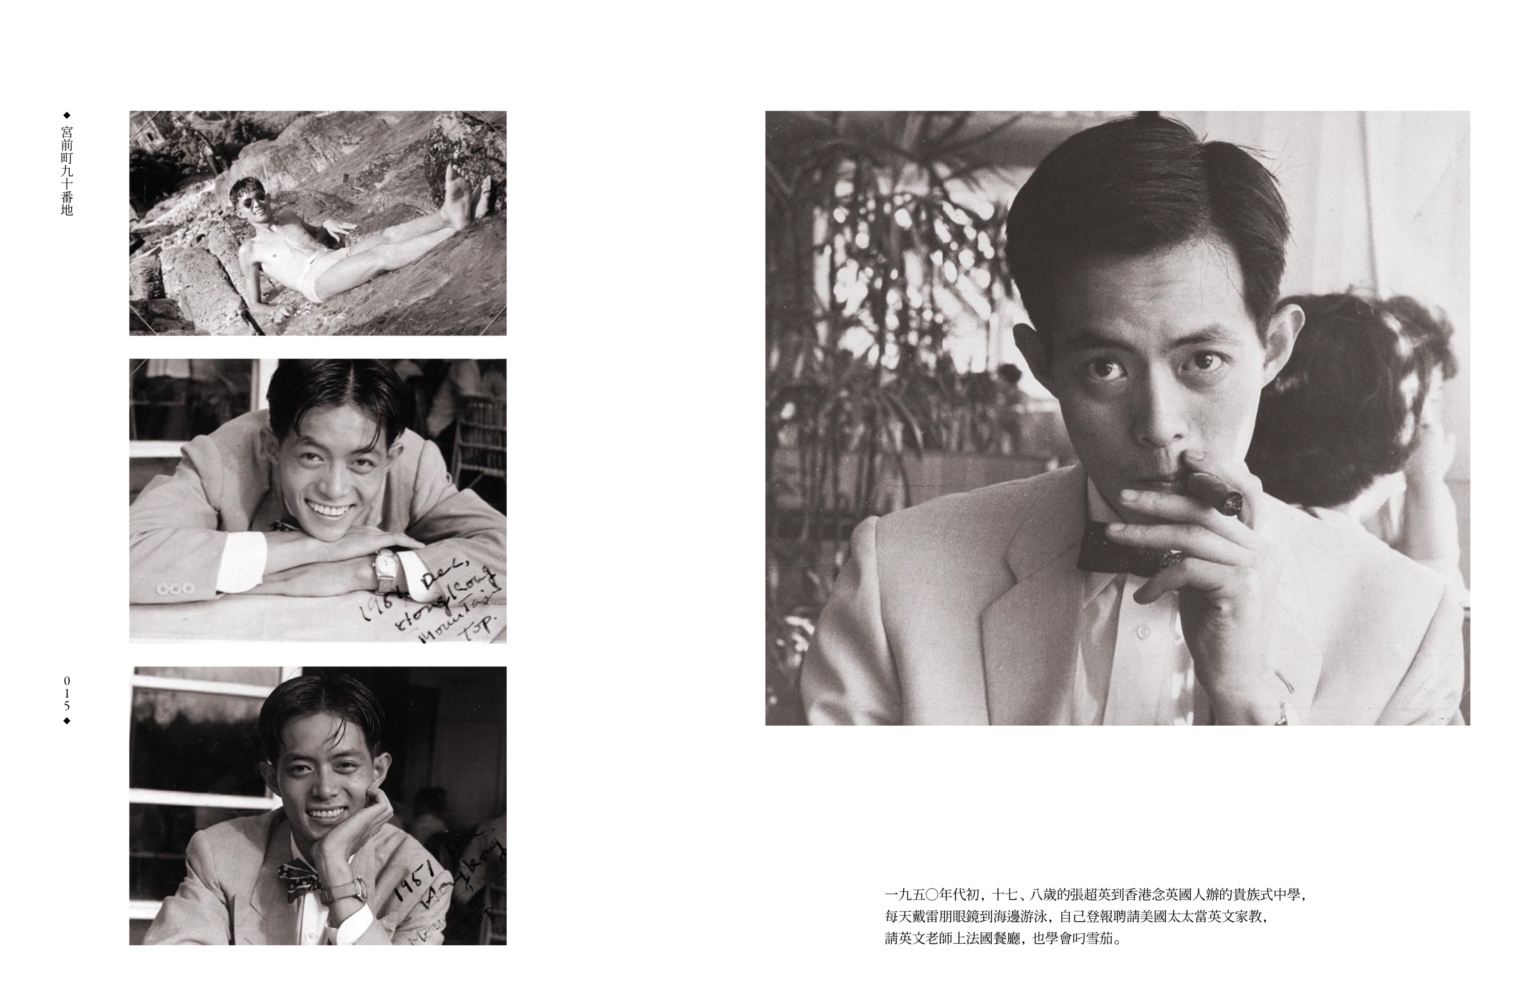 宮前町九十番地
015
1951 Dec,
HongKong
Mountain
Top.
1951
一九五〇年代初，十七、八歲的張超英到香港念英國人辦的貴族式中學，
每天戴雷朋眼鏡到海邊游泳，自己登報聘請美國太太當英文家教，
請英文老師上法國餐廳，也學會叼雪茄。